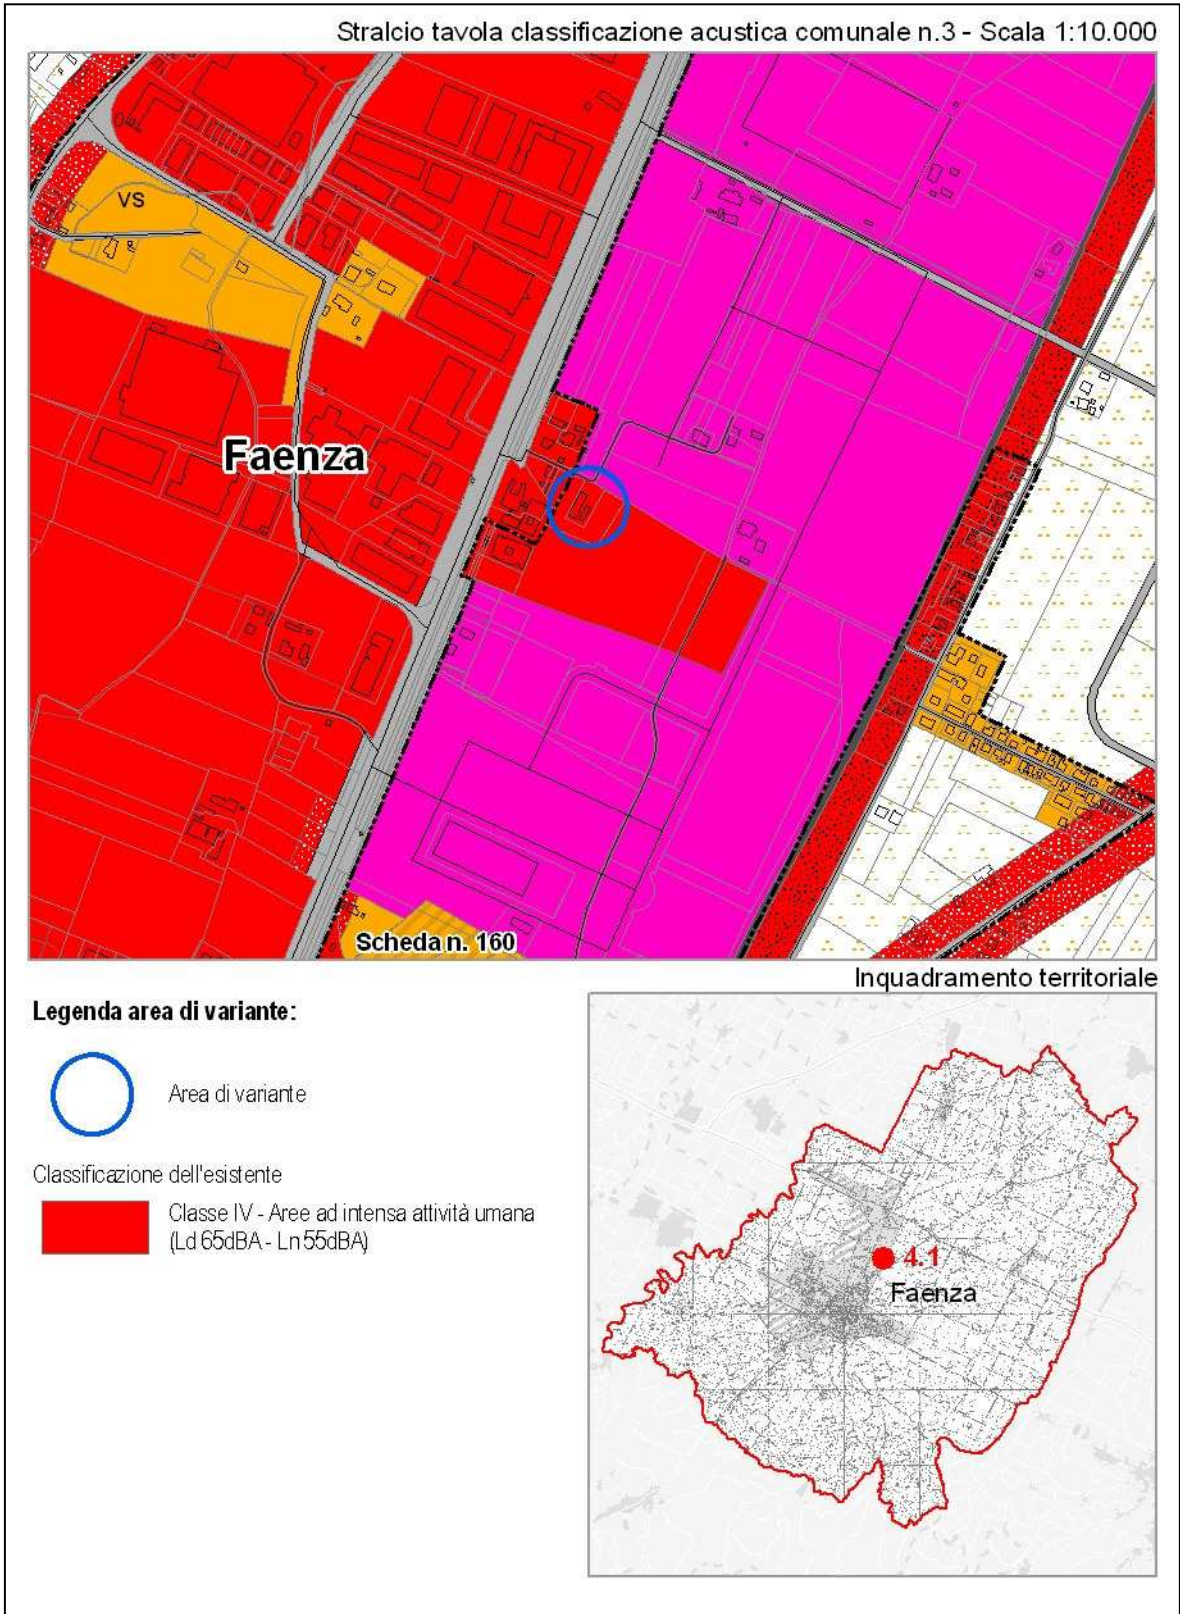 Stralcio tavola classificazione acustica comunale n.3 - Scala 1:10.000
VS
Faenza
Scheda n. 160
Inquadramento territoriale
Legenda area di variante:
Area di variante
Classificazione dell'esistente
Classe IV - Aree ad intensa attività umana
(Ld 65dBA - Ln 55dBA)
4.1
Faenza